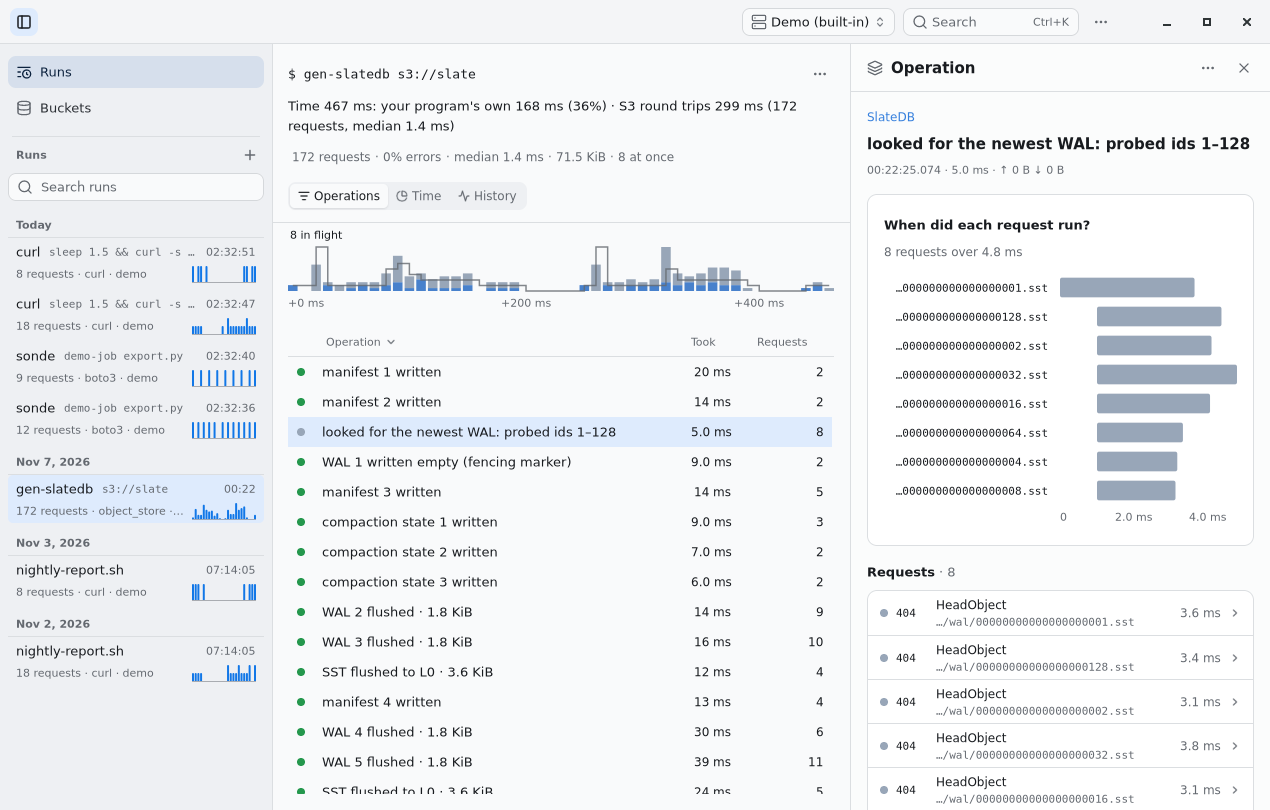 Demo (built-in)
Search
Ctrl+K
Runs
Buckets
Runs
Search runs
Today
curl sleep 1.5 && curl -s … 02:32:51
8 requests · curl · demo
curl sleep 1.5 && curl -s … 02:32:47
18 requests · curl · demo
sonde demo-job export.py 02:32:40
9 requests · boto3 · demo
sonde demo-job export.py 02:32:36
12 requests · boto3 · demo
Nov 7, 2026
gen-slatedb s3://slate 00:22
172 requests · object_store ·…
Nov 3, 2026
nightly-report.sh 07:14:05
8 requests · curl · demo
Nov 2, 2026
nightly-report.sh 07:14:05
18 requests · curl · demo
$ gen-slatedb s3://slate
Time 467 ms: your program's own 168 ms (36%) · S3 round trips 299 ms (172
requests, median 1.4 ms)
172 requests · 0% errors · median 1.4 ms · 71.5 KiB · 8 at once
Operations
Time
History
8 in flight
+0 ms
+200 ms
+400 ms
Operation Took Requests
manifest 1 written 20 ms 2
manifest 2 written 14 ms 2
looked for the newest WAL: probed ids 1–128 5.0 ms 8
WAL 1 written empty (fencing marker) 9.0 ms 2
manifest 3 written 14 ms 5
compaction state 1 written 9.0 ms 3
compaction state 2 written 7.0 ms 2
compaction state 3 written 6.0 ms 2
WAL 2 flushed · 1.8 KiB 14 ms 9
WAL 3 flushed · 1.8 KiB 16 ms 10
SST flushed to L0 · 3.6 KiB 12 ms 4
manifest 4 written 13 ms 4
WAL 4 flushed · 1.8 KiB 30 ms 6
WAL 5 flushed · 1.8 KiB 39 ms 11
SST flushed to L0 · 3.6 KiB 24 ms 5
Operation
SlateDB
looked for the newest WAL: probed ids 1–128
00:22:25.074 · 5.0 ms · ↑ 0 B ↓ 0 B
When did each request run?
8 requests over 4.8 ms
…0000000000000001.sst
…0000000000000128.sst
…0000000000000002.sst
…0000000000000032.sst
…0000000000000016.sst
…0000000000000064.sst
…0000000000000004.sst
…0000000000000008.sst
0
2.0 ms
4.0 ms
Requests · 8
404 HeadObject 3.6 ms
…/wal/00000000000000000001.sst
404 HeadObject 3.4 ms
…/wal/00000000000000000128.sst
404 HeadObject 3.1 ms
…/wal/00000000000000000002.sst
404 HeadObject 3.8 ms
…/wal/00000000000000000032.sst
404 HeadObject 3.1 ms
…/wal/00000000000000000016.sst